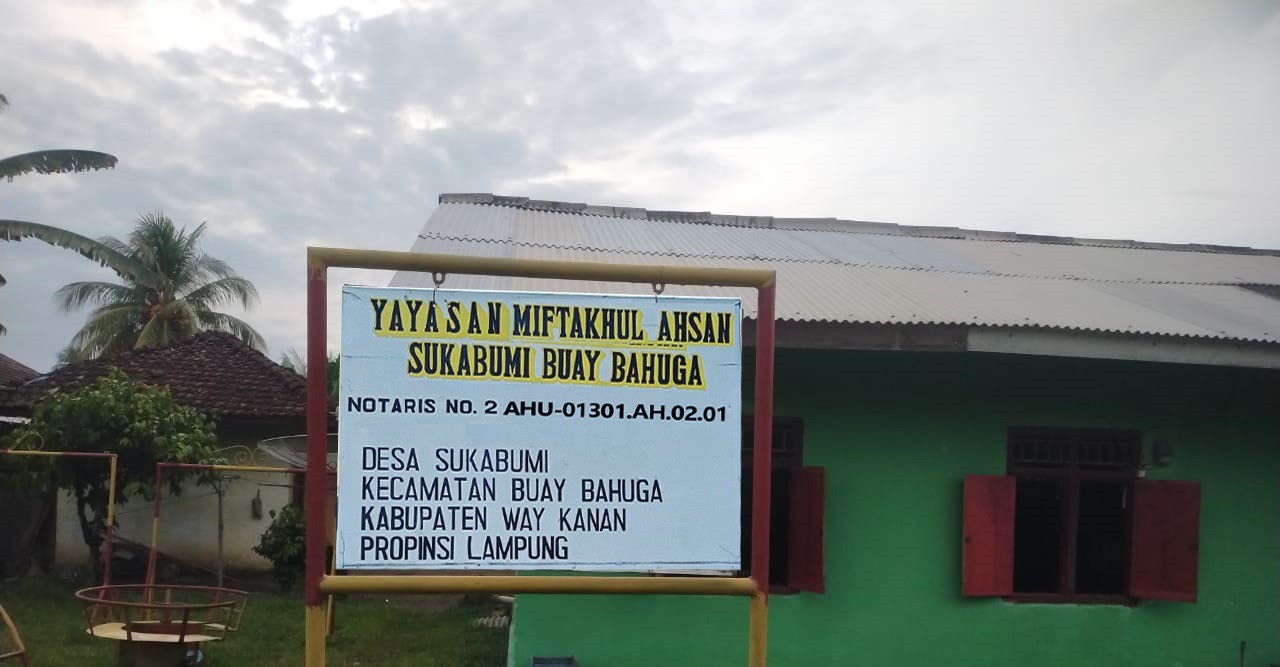 YAYASAN MIFTAKHUL AHSAN
SUKABUMI BUAY BAHUGA
NOTARIS NO. 2 AHU-01301.AH.02.01
DESA SUKABUMI
KECAMATAN BUAY BAHUGA
KABUPATEN WAY KANAN
PROPINSI LAMPUNG